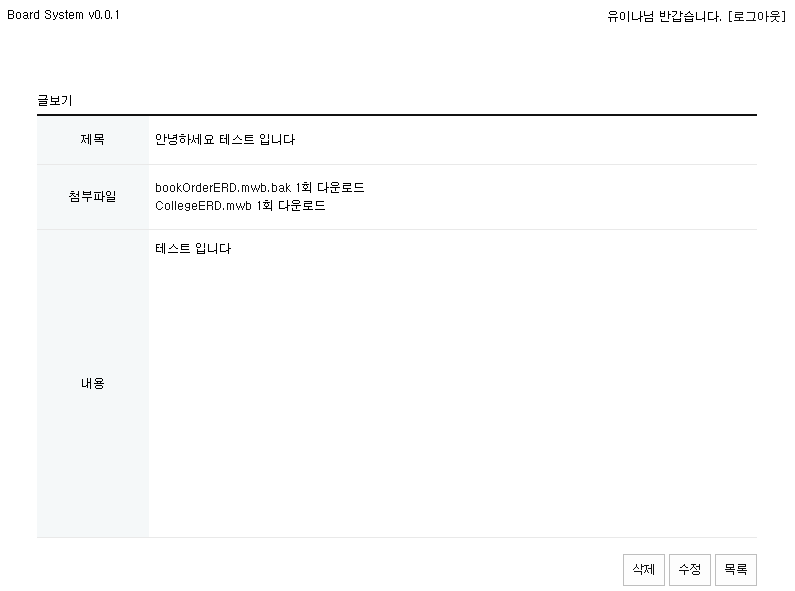 Board System v0.0.1
유이나님 반갑습니다. [로그아웃]
글보기
제목
안녕하세요 테스트 입니다
첨부파일
bookOrderERD.mwb.bak 1회 다운로드
CollegeERD.mwb 1회 다운로드
내용
테스트 입니다
삭제 수정 목록